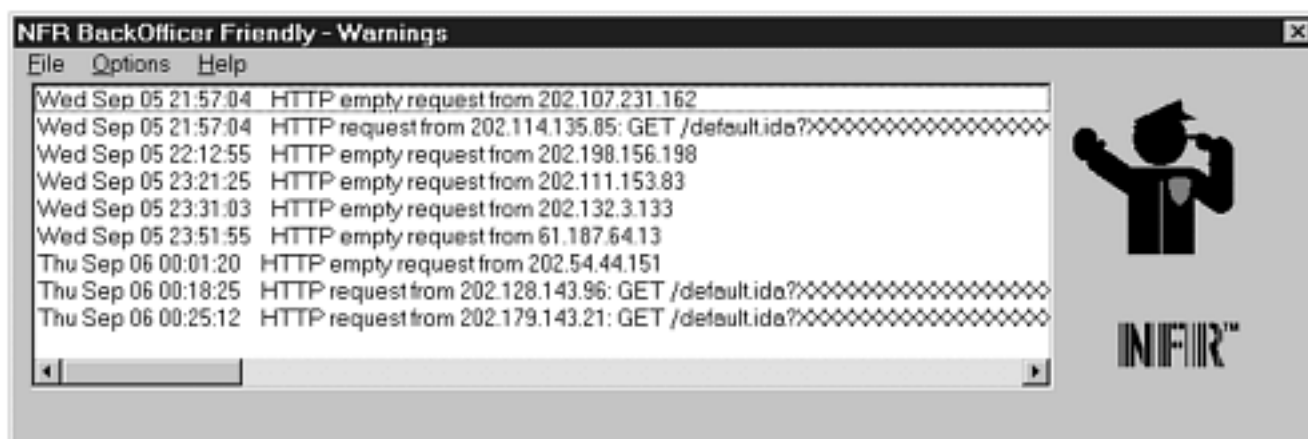 NFR BackOfficer Friendly - Warnings
File Options Help
Wed Sep 05 21:57:04 HTTP empty request from 202.107.231.162
Wed Sep 05 21:57:04 HTTP request from 202.114.135.85: GET /default.ida?XXXXXXXXXXXXXXXXXXX
Wed Sep 05 22:12:55 HTTP empty request from 202.198.156.198
Wed Sep 05 23:21:25 HTTP empty request from 202.111.153.83
Wed Sep 05 23:31:03 HTTP empty request from 202.132.3.133
Wed Sep 05 23:51:55 HTTP empty request from 61.187.64.13
Thu Sep 06 00:01:20 HTTP empty request from 202.54.44.151
Thu Sep 06 00:18:25 HTTP request from 202.128.143.96: GET /default.ida?XXXXXXXXXXXXXXXXXXXX
Thu Sep 06 00:25:12 HTTP request from 202.179.143.21: GET /default.ida?XXXXXXXXXXXXXXXXXXXX
NFR™